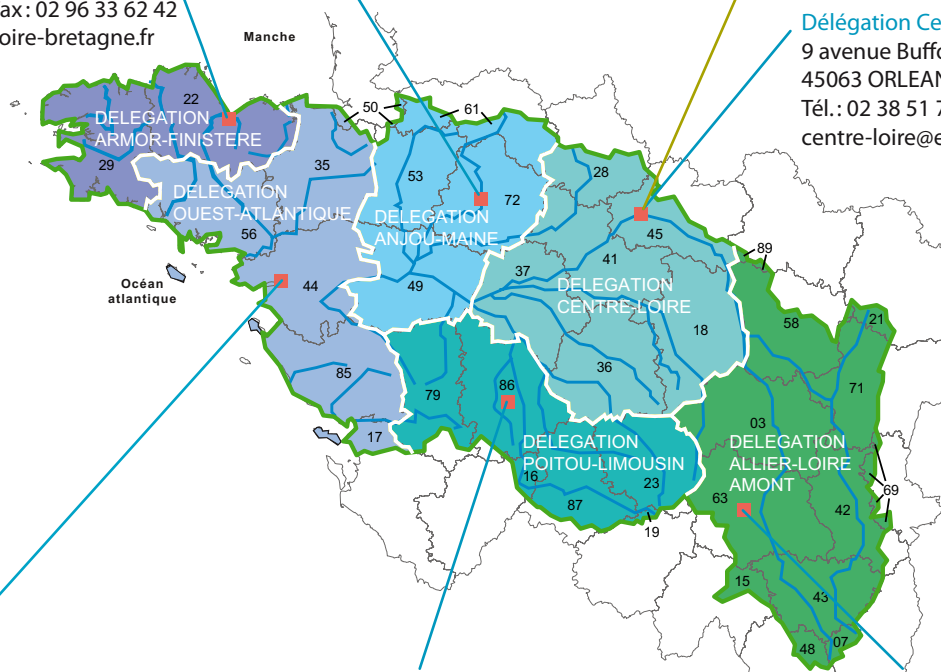 ax : 02 96 33 62 42
oire-bretagne.fr
Manche
Délégation Ce
9 avenue Buffo
45063 ORLEAN
Tél. : 02 38 51 7
centre-loire@e
22
DELEGATION
ARMOR-FINISTERE
29
50
61
35
53
28
DELEGATION
OUEST-ATLANTIQUE
72
DELEGATION
ANJOU-MAINE
56
45
89
41
37
Océan
atlantique
44
49
DELEGATION
CENTRE-LOIRE
58
21
18
85
36
71
79
86
03
17
DELEGATION
POITOU-LIMOUSIN
DELEGATION
ALLIER-LOIRE
AMONT
16
23
63
69
87
42
19
15
43
48
07